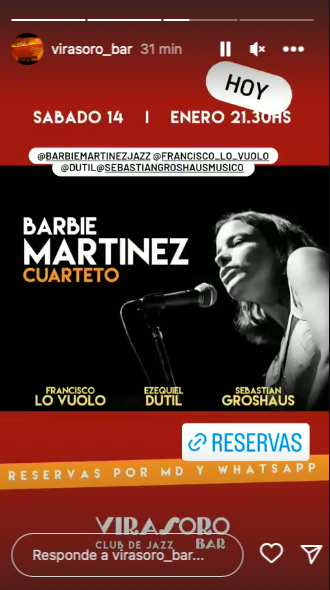 virasoro_bar 31 min
HOY
SABADO 14 | ENERO 21.30HS
@BARBIEMARTINEZJAZZ @FRANCISCO_LO_VUOLO
@DUTIL@SEBASTIANGROSHAUSMUSICO
BARBIE
MARTINEZ
CUARTETO
FRANCISCO
LO VUOLO
EZEQUIEL
DUTIL
SEBASTIAN
GROSHAUS
RESERVAS
RESERVAS POR MD Y WHATSAPP
VIRASORO
CLUB DE JAZZ BAR
Responde a virasoro_bar...